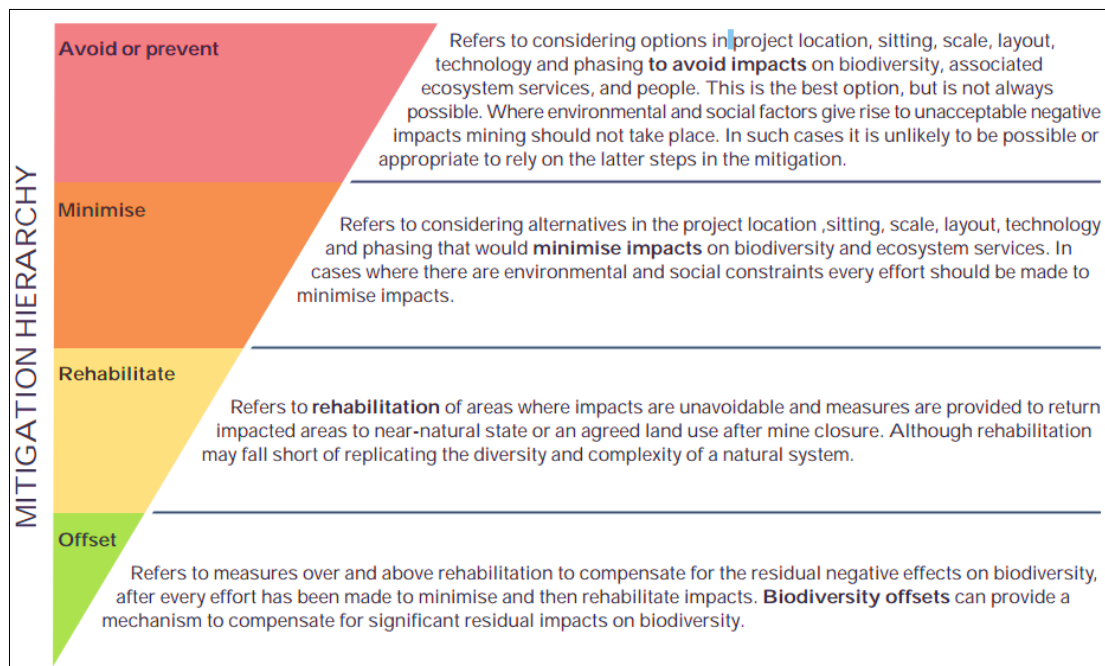 MITIGATION HIERARCHY
Avoid or prevent
Refers to considering options in project location, sitting, scale, layout,
technology and phasing to avoid impacts on biodiversity, associated
ecosystem services, and people. This is the best option, but is not always
possible. Where environmental and social factors give rise to unacceptable negative
impacts mining should not take place. In such cases it is unlikely to be possible or
appropriate to rely on the latter steps in the mitigation.
Minimise
Refers to considering alternatives in the project location ,sitting, scale, layout, technology
and phasing that would minimise impacts on biodiversity and ecosystem services. In
cases where there are environmental and social constraints every effort should be made to
minimise impacts.
Rehabilitate
Refers to rehabilitation of areas where impacts are unavoidable and measures are provided to return
impacted areas to near-natural state or an agreed land use after mine closure. Although rehabilitation
may fall short of replicating the diversity and complexity of a natural system.
Offset
Refers to measures over and above rehabilitation to compensate for the residual negative effects on biodiversity,
after every effort has been made to minimise and then rehabilitate impacts. Biodiversity offsets can provide a
mechanism to compensate for significant residual impacts on biodiversity.